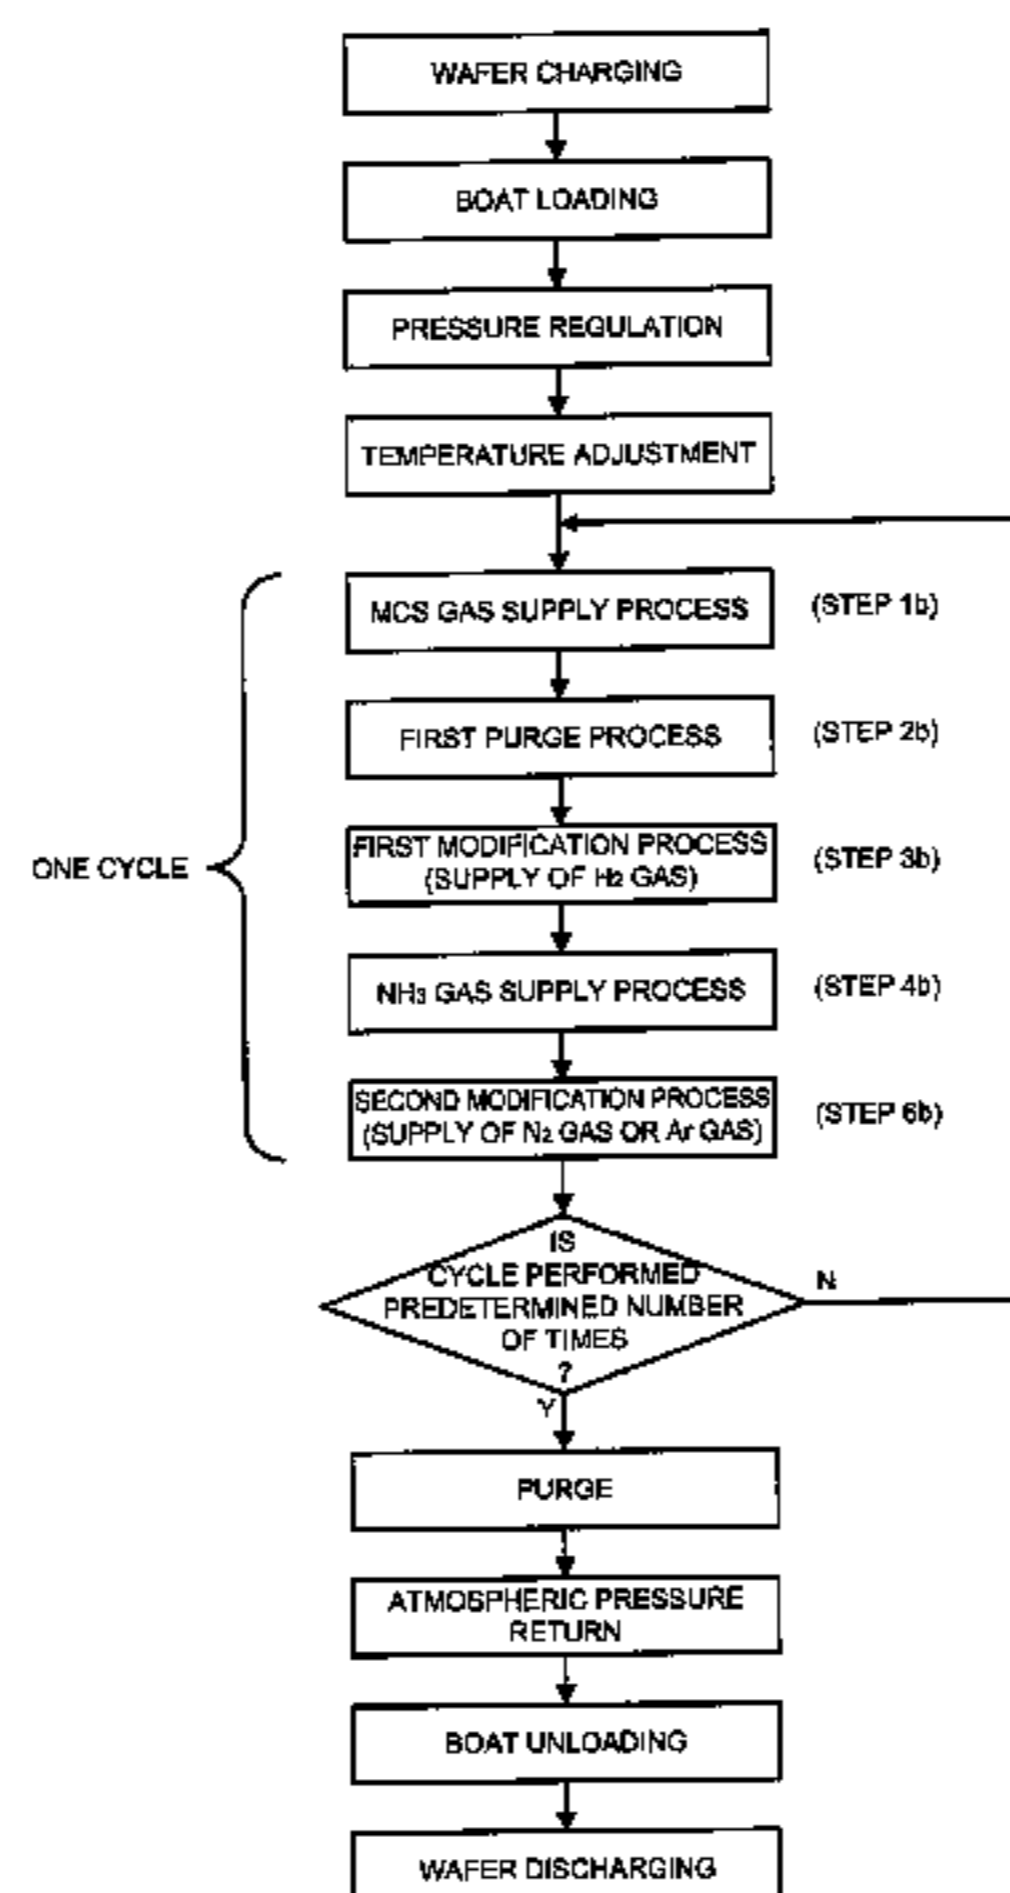 WAFER CHARGING
BOAT LOADING
PRESSURE REGULATION
TEMPERATURE ADJUSTMENT
MCS GAS SUPPLY PROCESS
(STEP 1b)
FIRST PURGE PROCESS
(STEP 2b)
ONE CYCLE
FIRST MODIFICATION PROCESS
(SUPPLY OF H2 GAS)
(STEP 3b)
NH3 GAS SUPPLY PROCESS
(STEP 4b)
SECOND MODIFICATION PROCESS
(SUPPLY OF N2 GAS OR Ar GAS)
(STEP 6b)
IS
CYCLE PERFORMED
PREDETERMINED NUMBER
OF TIMES
?
N
Y
PURGE
ATMOSPHERIC PRESSURE
RETURN
BOAT UNLOADING
WAFER DISCHARGING